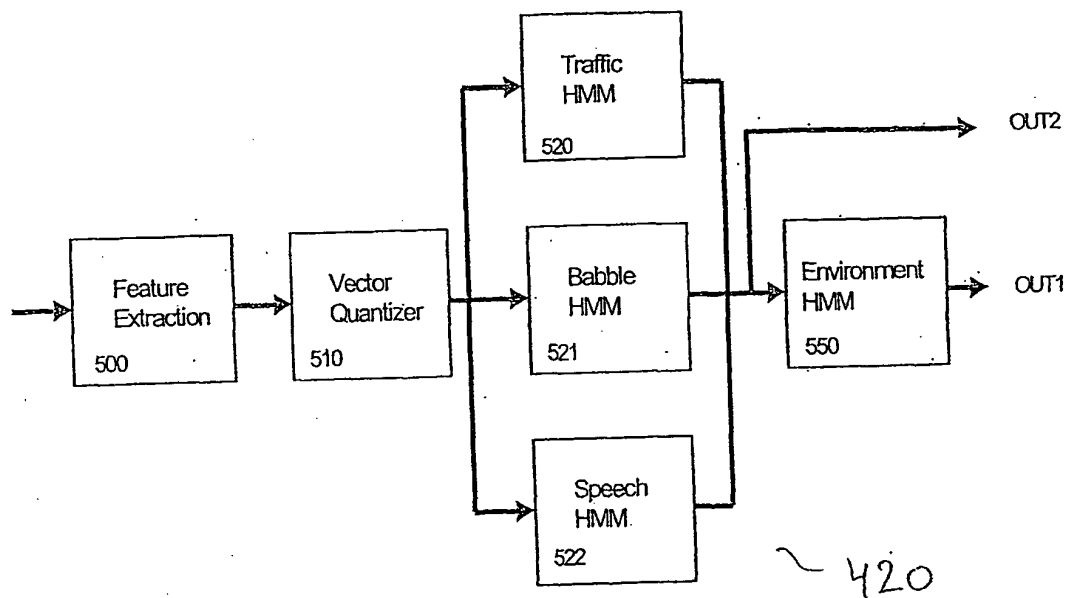 Traffic
HMM
520
OUT2
Feature
Extraction
500
Vector
Quantizer
510
Babble
HMM
521
Environment
HMM
550
OUT1
Speech
HMM
522
420